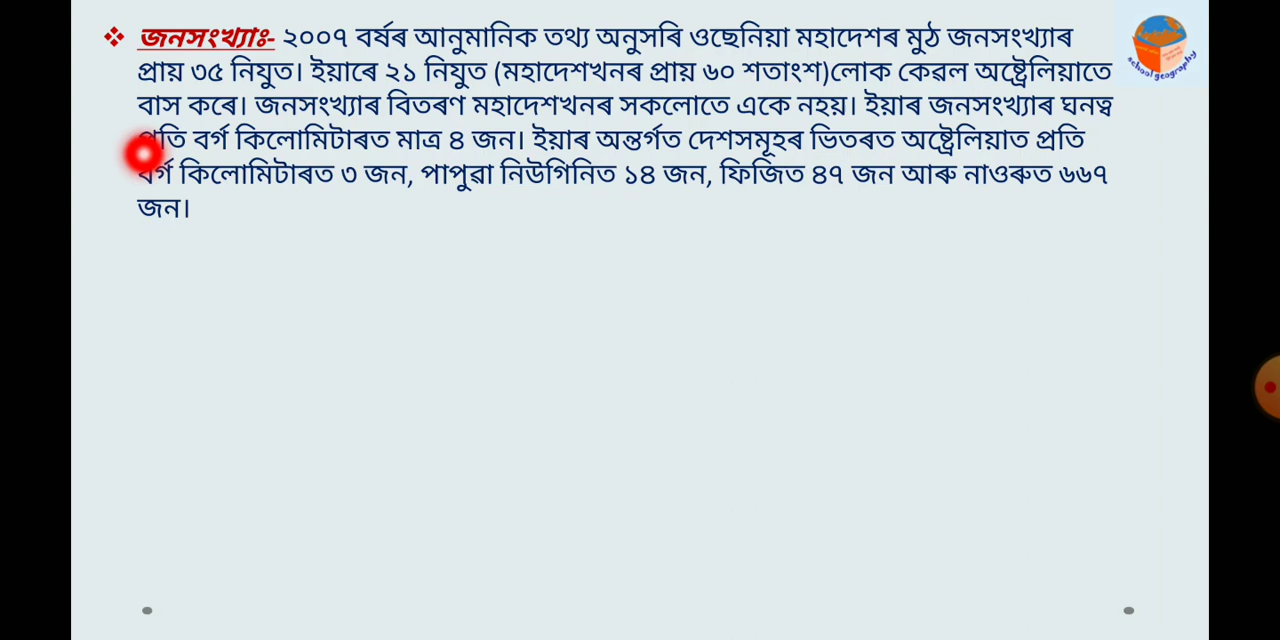 ❖ জনসংখ্যাঃ- ২০০৭ বৰ্ষৰ আনুমানিক তথ্য অনুসৰি ওছেনিয়া মহাদেশৰ মুঠ জনসংখ্যাৰ
প্ৰায় ৩৫ নিযুত। ইয়াৰে ২১ নিযুত (মহাদেশখনৰ প্ৰায় ৬০ শতাংশ)লোক কেৱল অষ্ট্ৰেলিয়াতে
বাস কৰে। জনসংখ্যাৰ বিতৰণ মহাদেশখনৰ সকলোতে একে নহয়। ইয়াৰ জনসংখ্যাৰ ঘনত্ব
প্ৰতি বৰ্গ কিলোমিটাৰত মাত্ৰ ৪ জন। ইয়াৰ অন্তৰ্গত দেশসমূহৰ ভিতৰত অষ্ট্ৰেলিয়াত প্ৰতি
বৰ্গ কিলোমিটাৰত ৩ জন, পাপুৱা নিউগিনিত ১৪ জন, ফিজিত ৪৭ জন আৰু নাওৰুত ৬৬৭
জন।
school geography